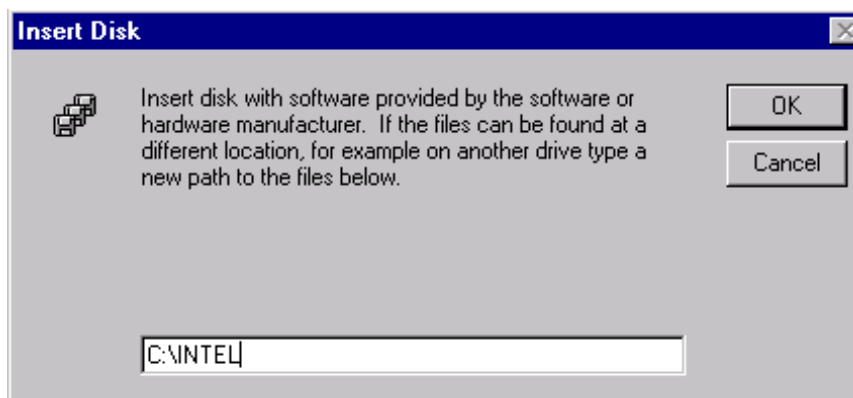 Insert Disk
Insert disk with software provided by the software or
hardware manufacturer. If the files can be found at a
different location, for example on another drive type a
new path to the files below.
OK
Cancel
C:\INTEL